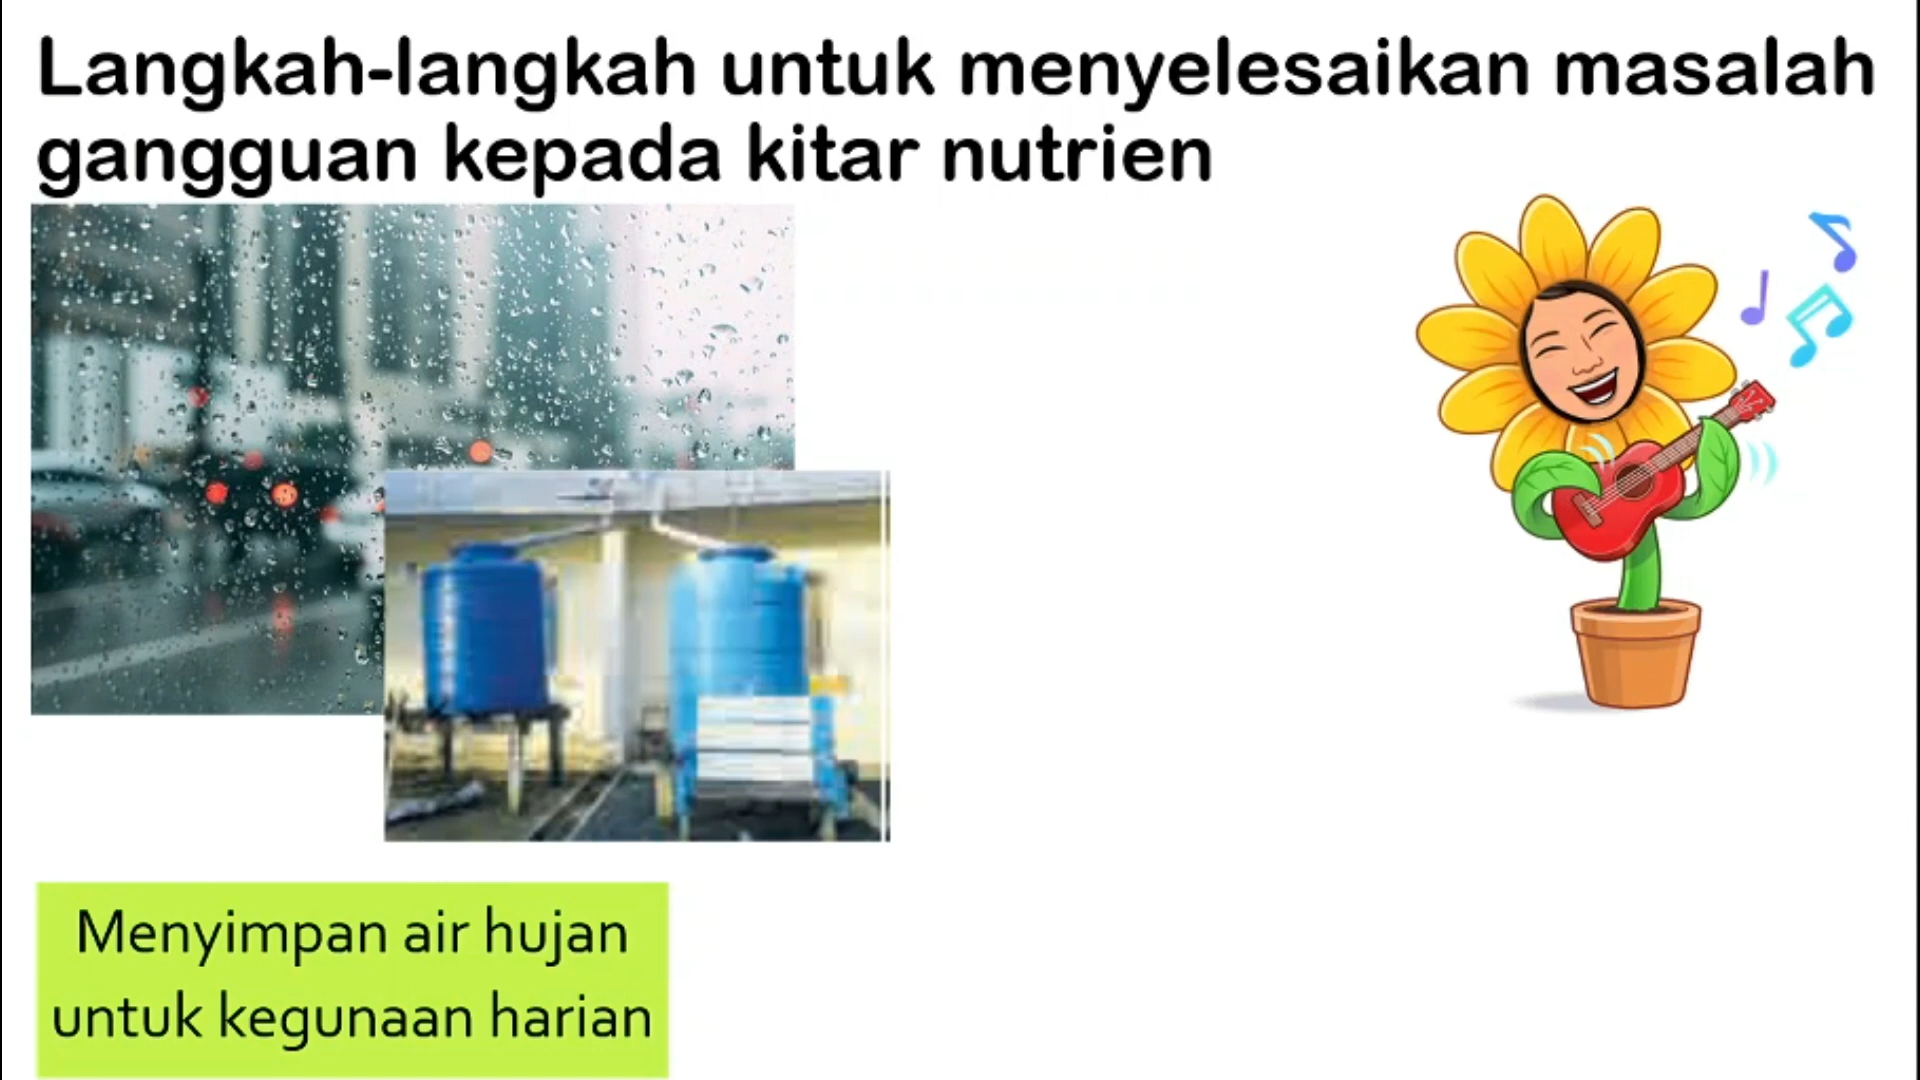 Langkah-langkah untuk menyelesaikan masalah
gangguan kepada kitar nutrien
Menyimpan air hujan
untuk kegunaan harian